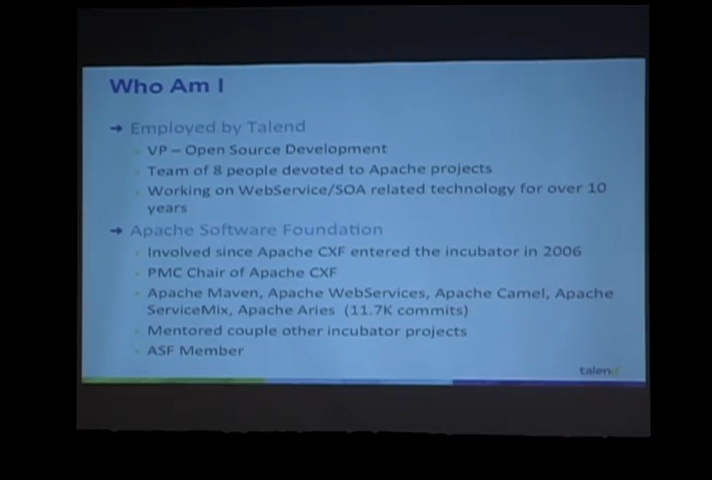 Who Am I
➔ Employed by Talend
VP – Open Source Development
Team of 8 people devoted to Apache projects
Working on WebService/SOA related technology for over 10
years
➔ Apache Software Foundation
Involved since Apache CXF entered the incubator in 2006
PMC Chair of Apache CXF
Apache Maven, Apache WebServices, Apache Camel, Apache
ServiceMix, Apache Aries (11.7K commits)
Mentored couple other incubator projects
ASF Member
talend